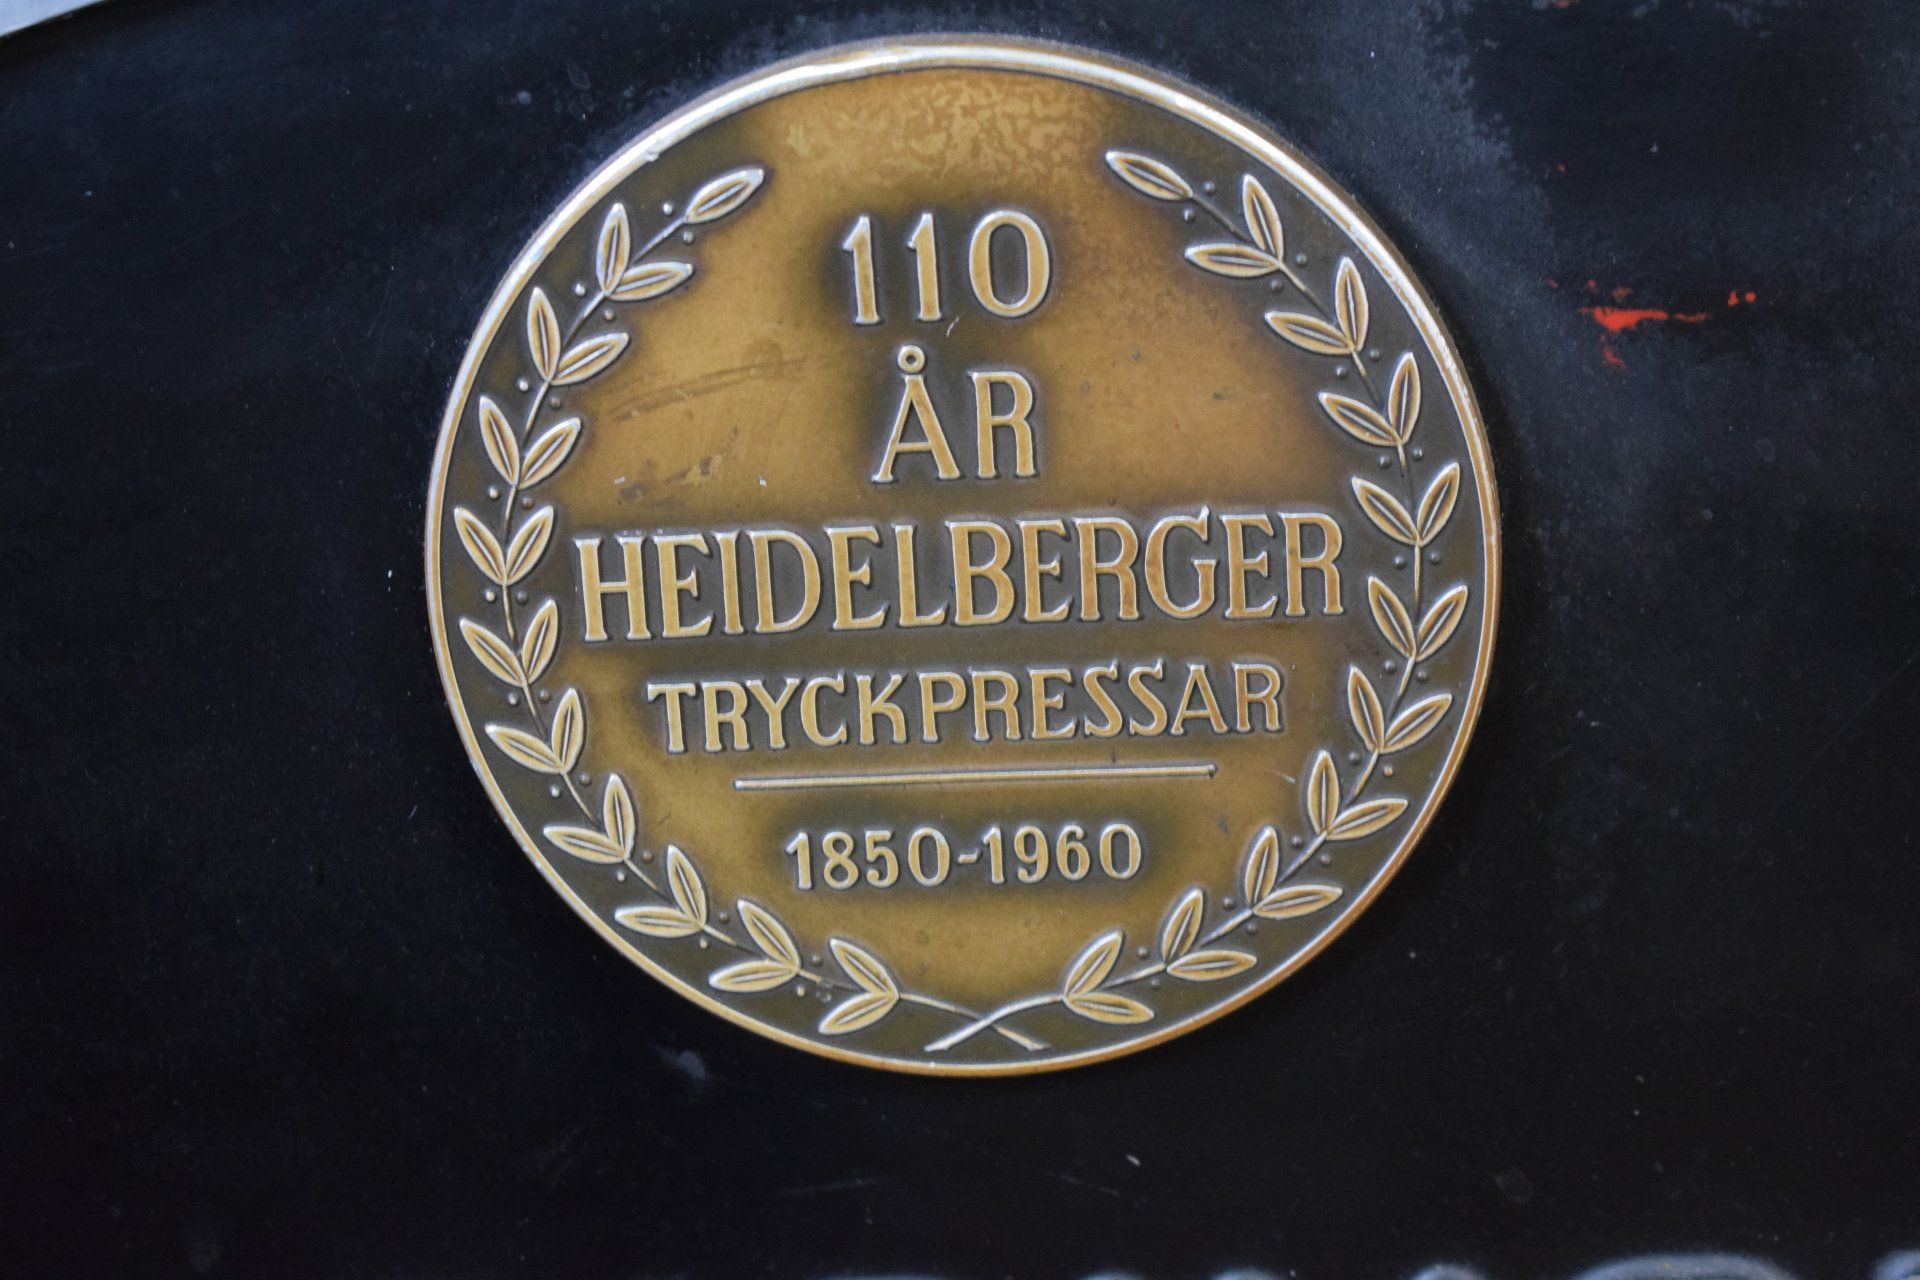 110
ÅR
HEIDELBERGER
TRYCKPRESSAR
1850-1960